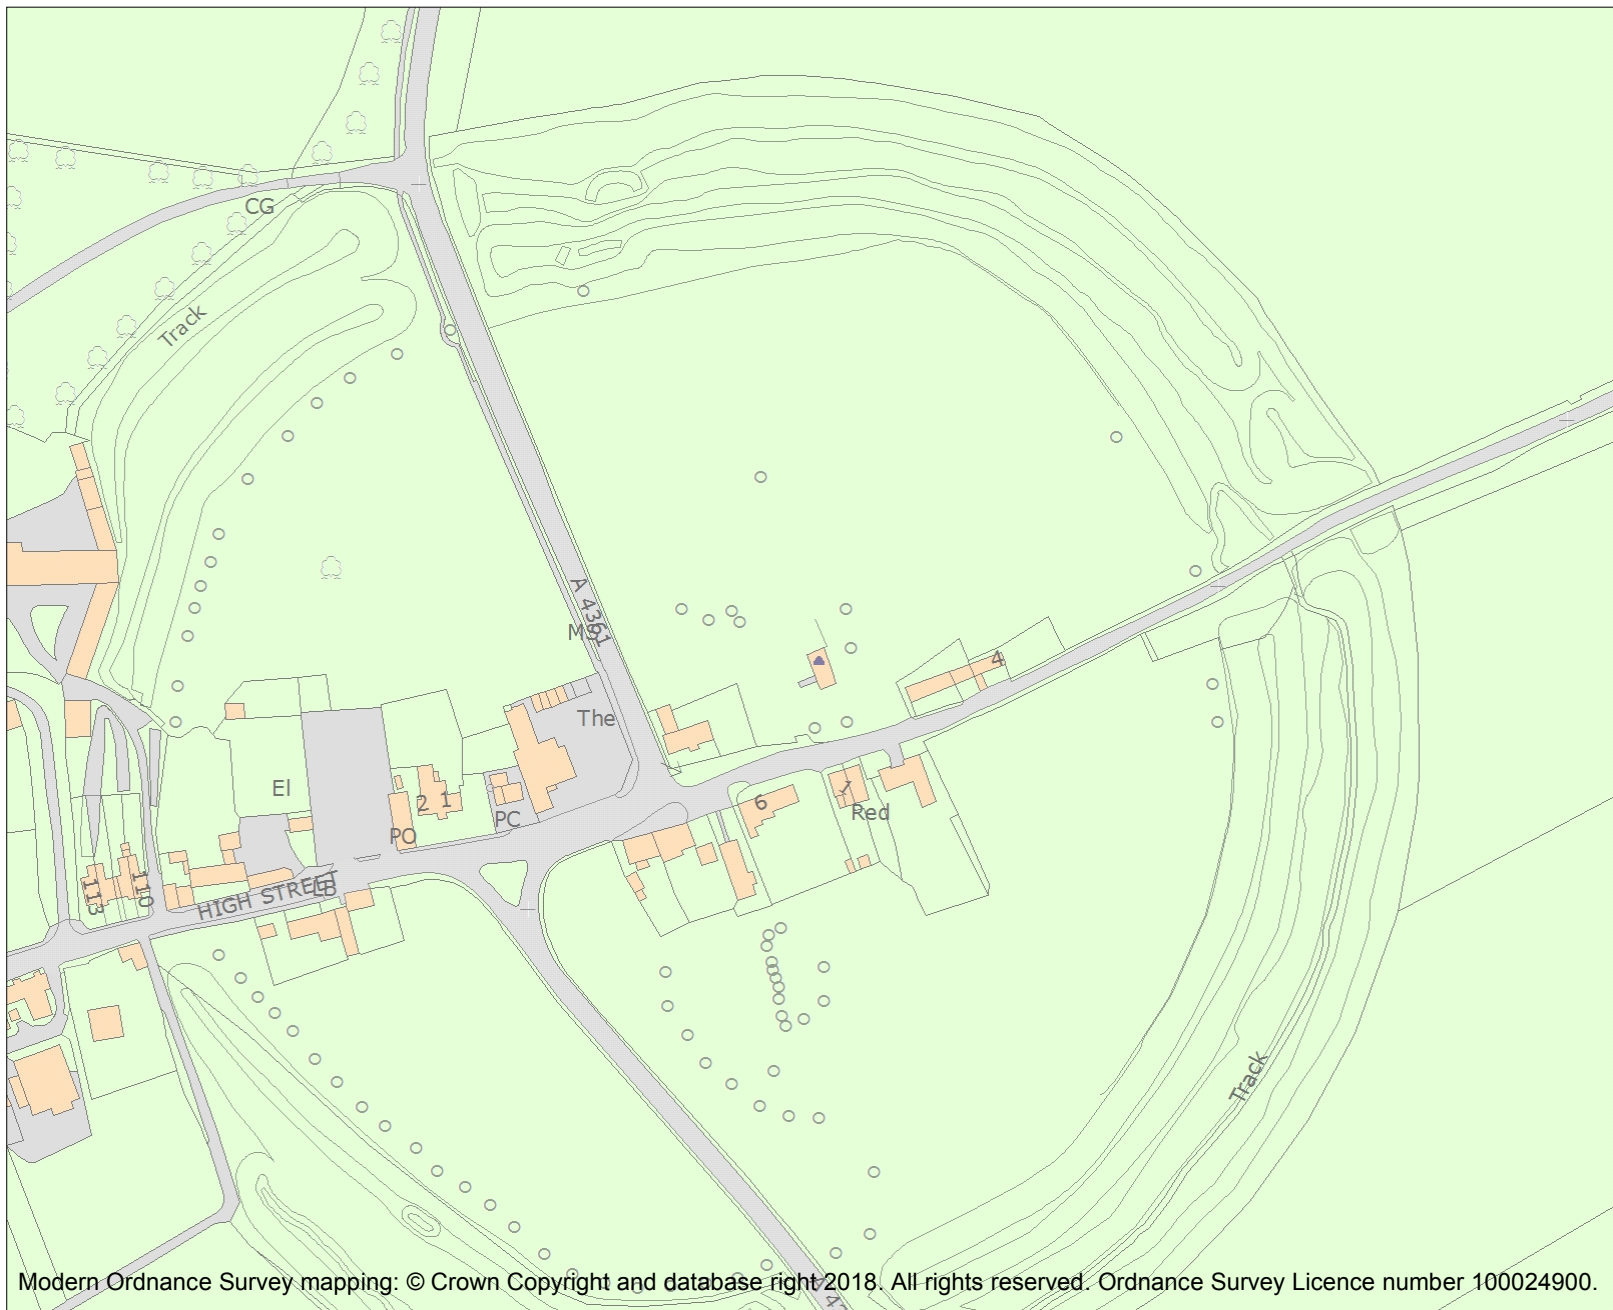 CG
Track
A 4361
MS
The
4
El
2
1
PO
PC
6
1
Red
113
110
HIGH STREET
LB
Track
Modern Ordnance Survey mapping: © Crown Copyright and database right 2018. All rights reserved. Ordnance Survey Licence number 100024900.